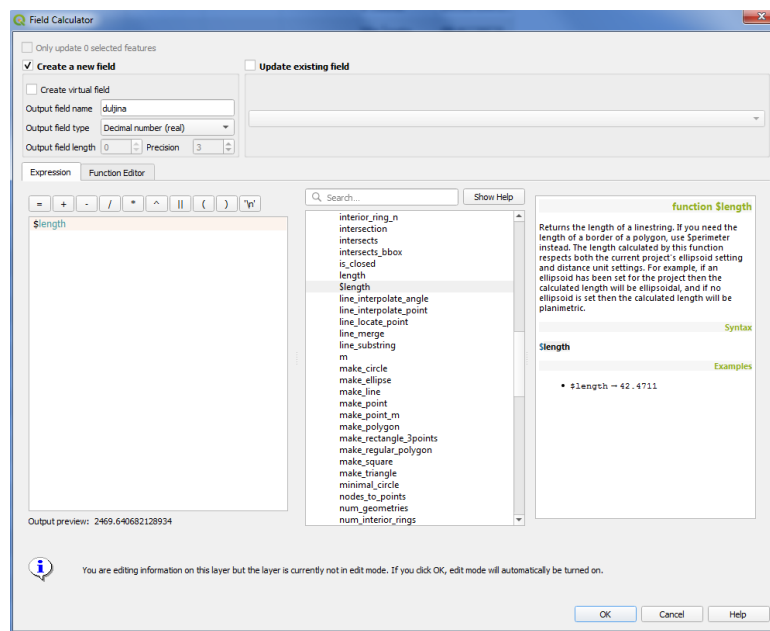 Field Calculator
Only update 0 selected features
Create a new field
Update existing field
Create virtual field
Output field name duljina
Output field type Decimal number (real)
Output field length 0 Precision 3
Expression Function Editor
= + - / * ^ || ( ) '\n'
$length
Search... Show Help
interior_ring_n
intersection
intersects
intersects_bbox
is_closed
length
$length
line_interpolate_angle
line_interpolate_point
line_locate_point
line_merge
line_substring
m
make_circle
make_ellipse
make_line
make_point
make_point_m
make_polygon
make_rectangle_3points
make_regular_polygon
make_square
make_triangle
minimal_circle
nodes_to_points
num_geometries
num_interior_rings
function $length
Returns the length of a linestring. If you need the
length of a border of a polygon, use $perimeter
instead. The length calculated by this function
respects both the current project's ellipsoid setting
and distance unit settings. For example, if an
ellipsoid has been set for the project then the
calculated length will be ellipsoidal, and if no
ellipsoid is set then the calculated length will be
planimetric.
Syntax
$length
Examples
• $length → 42.4711
Output preview: 2469.640682128934
You are editing information on this layer but the layer is currently not in edit mode. If you click OK, edit mode will automatically be turned on.
OK Cancel Help